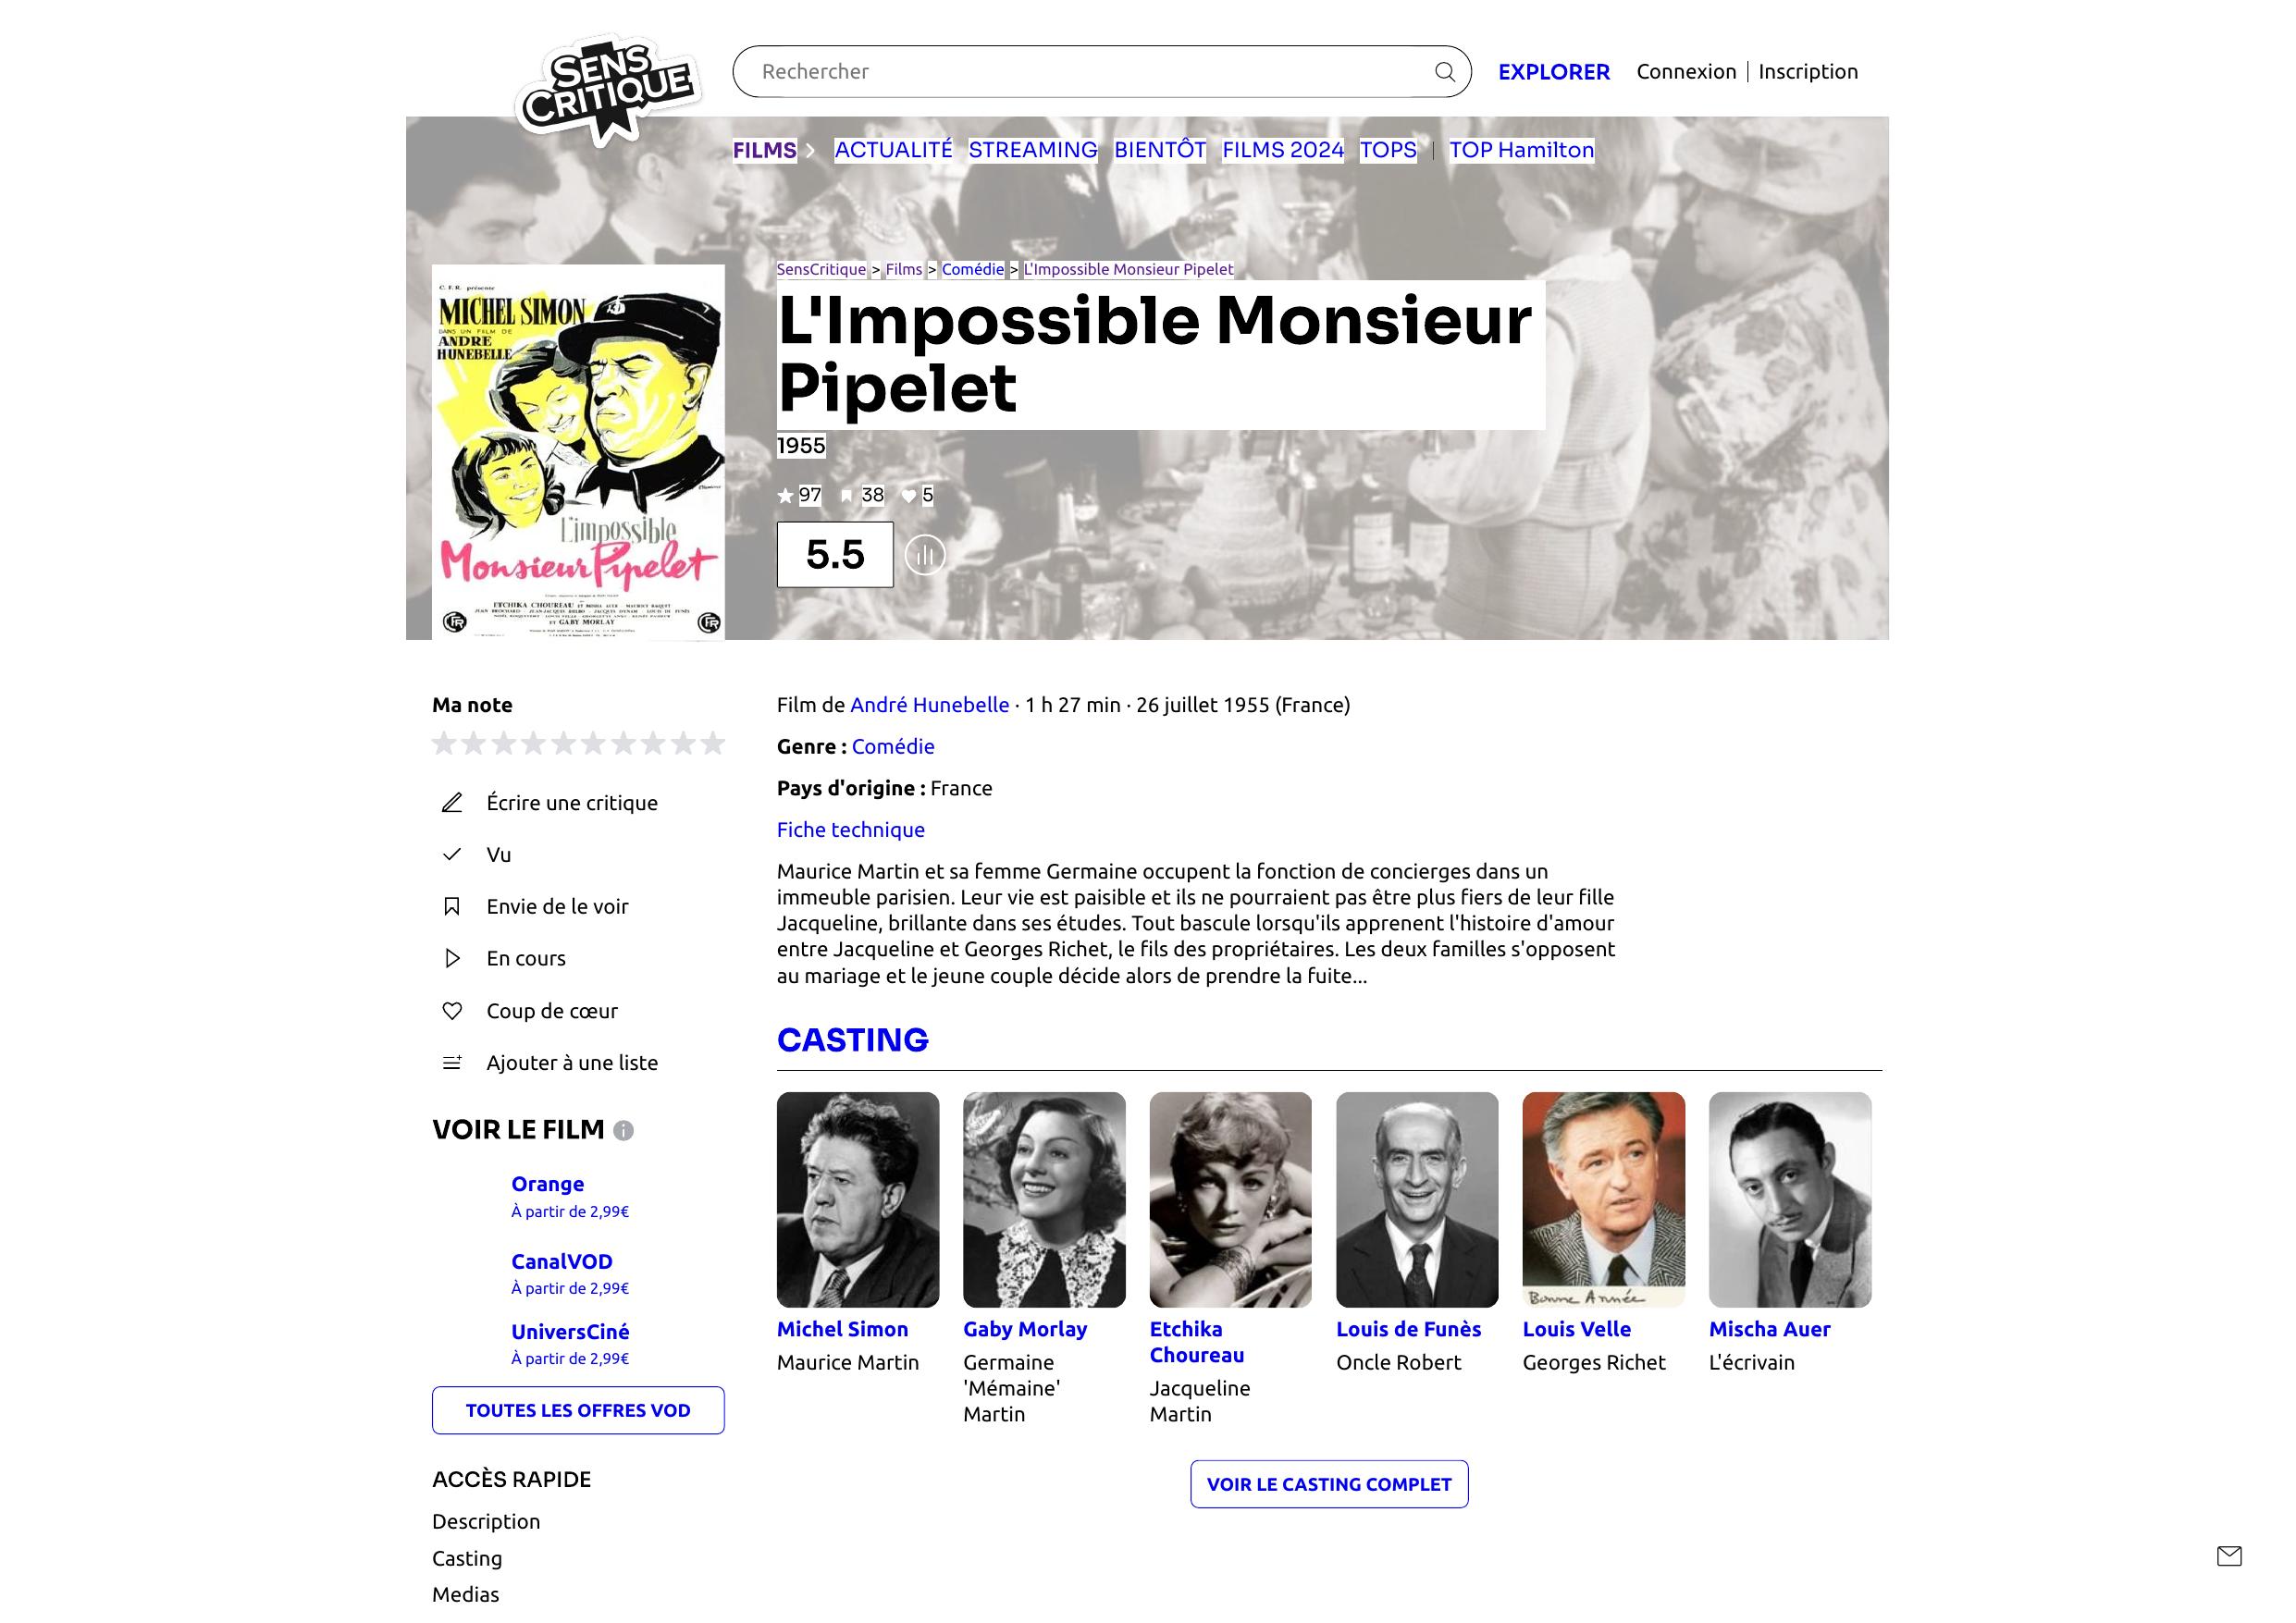 SENS
CRITIQUE
Rechercher
EXPLORER
Connexion | Inscription
FILMS
ACTUALITÉ
STREAMING
BIENTÔT
FILMS 2024
TOPS
TOP Hamilton
C. F. R. présente
MICHEL SIMON
DANS UN FILM DE
ANDRE
HUNEBELLE
L'impossible
Monsieur Pipelet
ETCHIKA CHOUREAU
ET GABY MORLAY
CFR
SensCritique > Films > Comédie > L'Impossible Monsieur Pipelet
L'Impossible Monsieur
Pipelet
1955
97 38 5
5.5
Ma note
Écrire une critique
Vu
Envie de le voir
En cours
Coup de cœur
Ajouter à une liste
VOIR LE FILM
Orange
À partir de 2,99€
CanalVOD
À partir de 2,99€
UniversCiné
À partir de 2,99€
TOUTES LES OFFRES VOD
ACCÈS RAPIDE
Description
Casting
Medias
Film de André Hunebelle · 1 h 27 min · 26 juillet 1955 (France)
Genre : Comédie
Pays d'origine : France
Fiche technique
Maurice Martin et sa femme Germaine occupent la fonction de concierges dans un
immeuble parisien. Leur vie est paisible et ils ne pourraient pas être plus fiers de leur fille
Jacqueline, brillante dans ses études. Tout bascule lorsqu'ils apprenent l'histoire d'amour
entre Jacqueline et Georges Richet, le fils des propriétaires. Les deux familles s'opposent
au mariage et le jeune couple décide alors de prendre la fuite...
CASTING
Bonne Année
Michel Simon
Maurice Martin
Gaby Morlay
Germaine
'Mémaine'
Martin
Etchika
Choureau
Jacqueline
Martin
Louis de Funès
Oncle Robert
Louis Velle
Georges Richet
Mischa Auer
L'écrivain
VOIR LE CASTING COMPLET